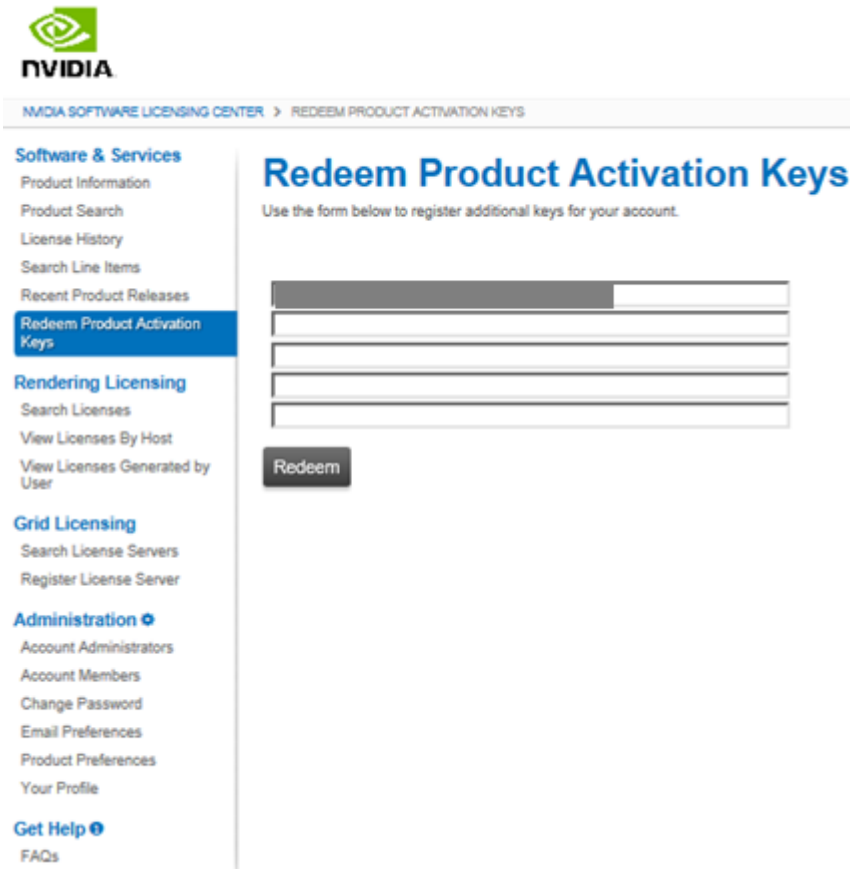 NVIDIA
NVIDIA SOFTWARE LICENSING CENTER > REDEEM PRODUCT ACTIVATION KEYS
Software & Services
Product Information
Product Search
License History
Search Line Items
Recent Product Releases
Redeem Product Activation
Keys
Rendering Licensing
Search Licenses
View Licenses By Host
View Licenses Generated by
User
Grid Licensing
Search License Servers
Register License Server
Administration
Account Administrators
Account Members
Change Password
Email Preferences
Product Preferences
Your Profile
Get Help
FAQs
Redeem Product Activation Keys
Use the form below to register additional keys for your account.
Redeem